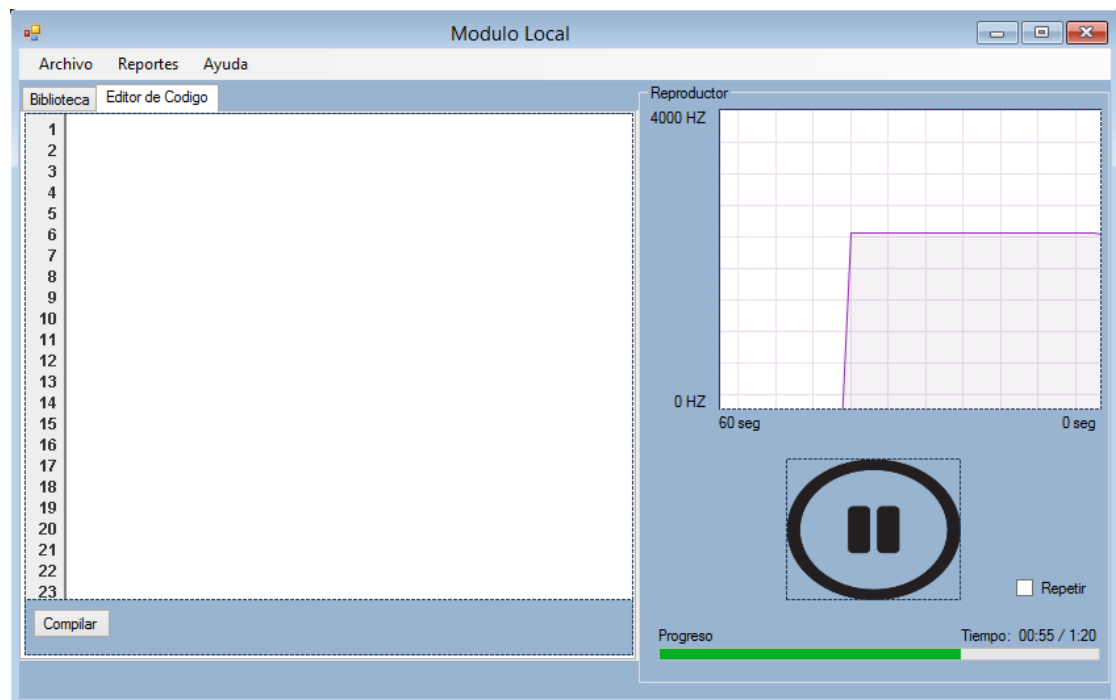 Modulo Local
Archivo Reportes Ayuda
Biblioteca Editor de Codigo
1
2
3
4
5
6
7
8
9
10
11
12
13
14
15
16
17
18
19
20
21
22
23
Compilar
Reproductor
4000 HZ
0 HZ
60 seg 0 seg
Repetir
Progreso Tiempo: 00:55 / 1:20